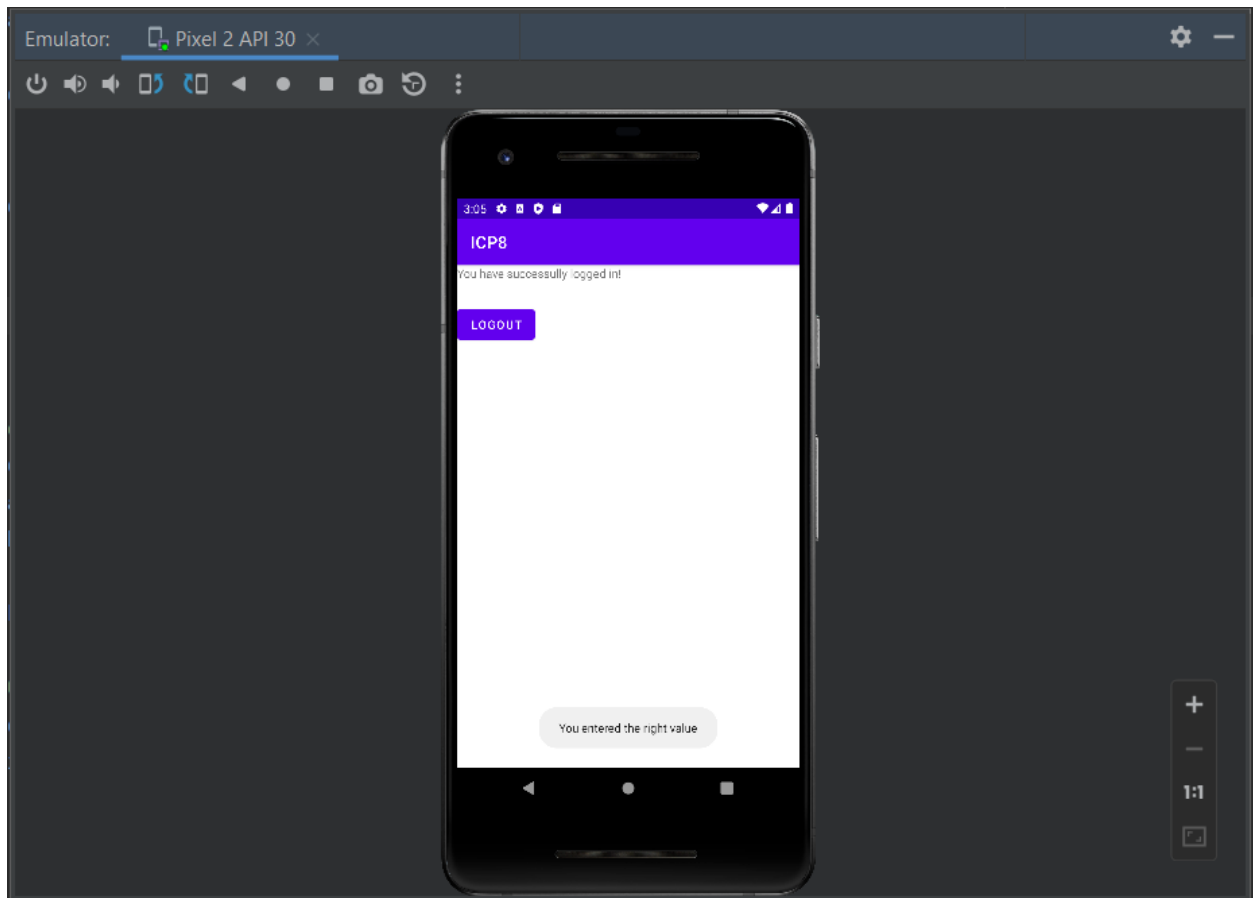 Emulator: Pixel 2 API 30
3:05
ICP8
You have successully logged in!
LOGOUT
You entered the right value
1:1